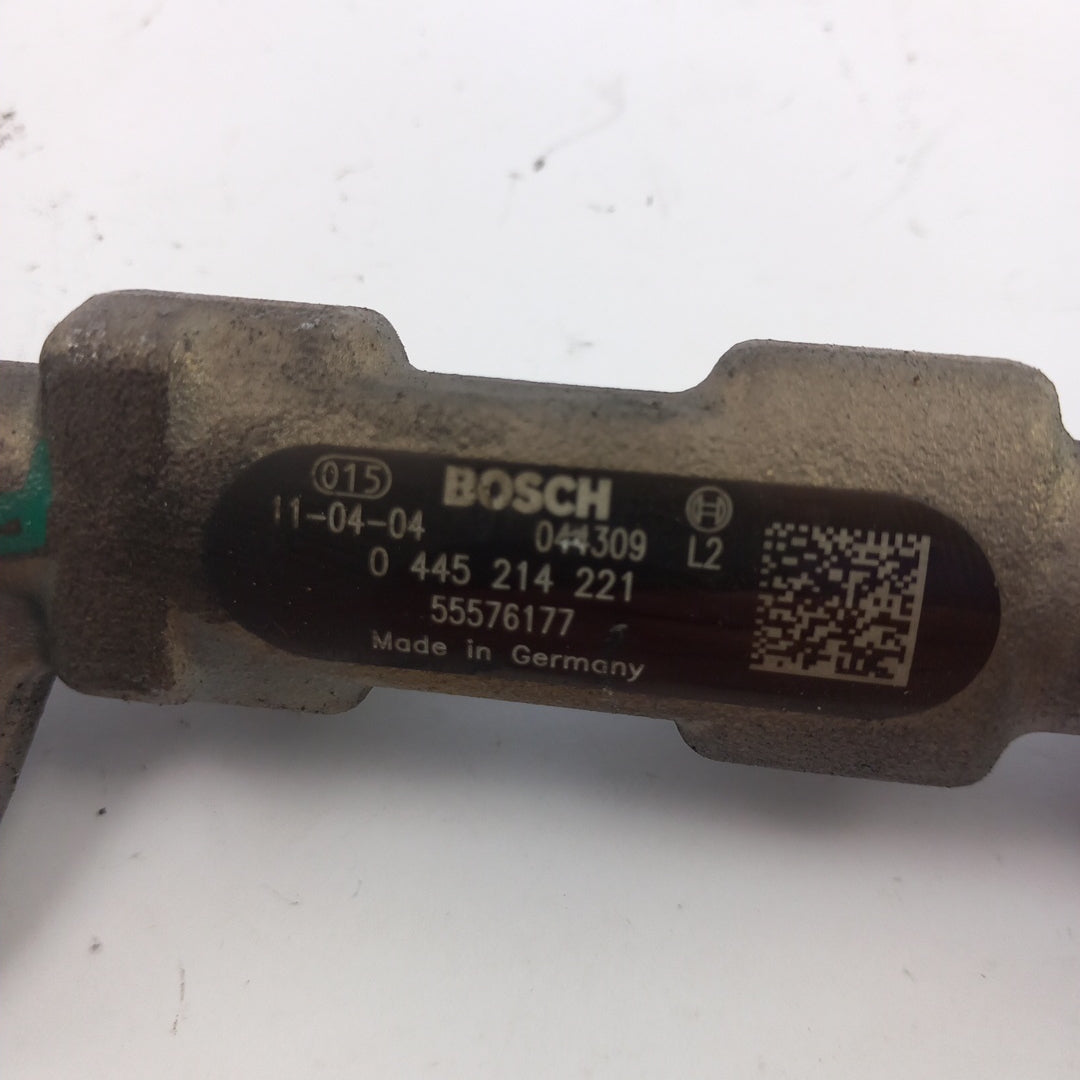 015 BOSCH
11-04-04 044309 L2
0 445 214 221
55576177
Made in Germany